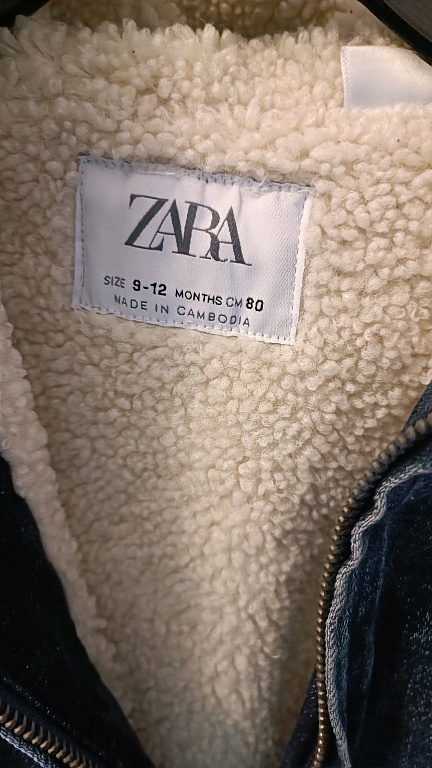 ZARA
SIZE 9-12 MONTHS CM 80
MADE IN CAMBODIA